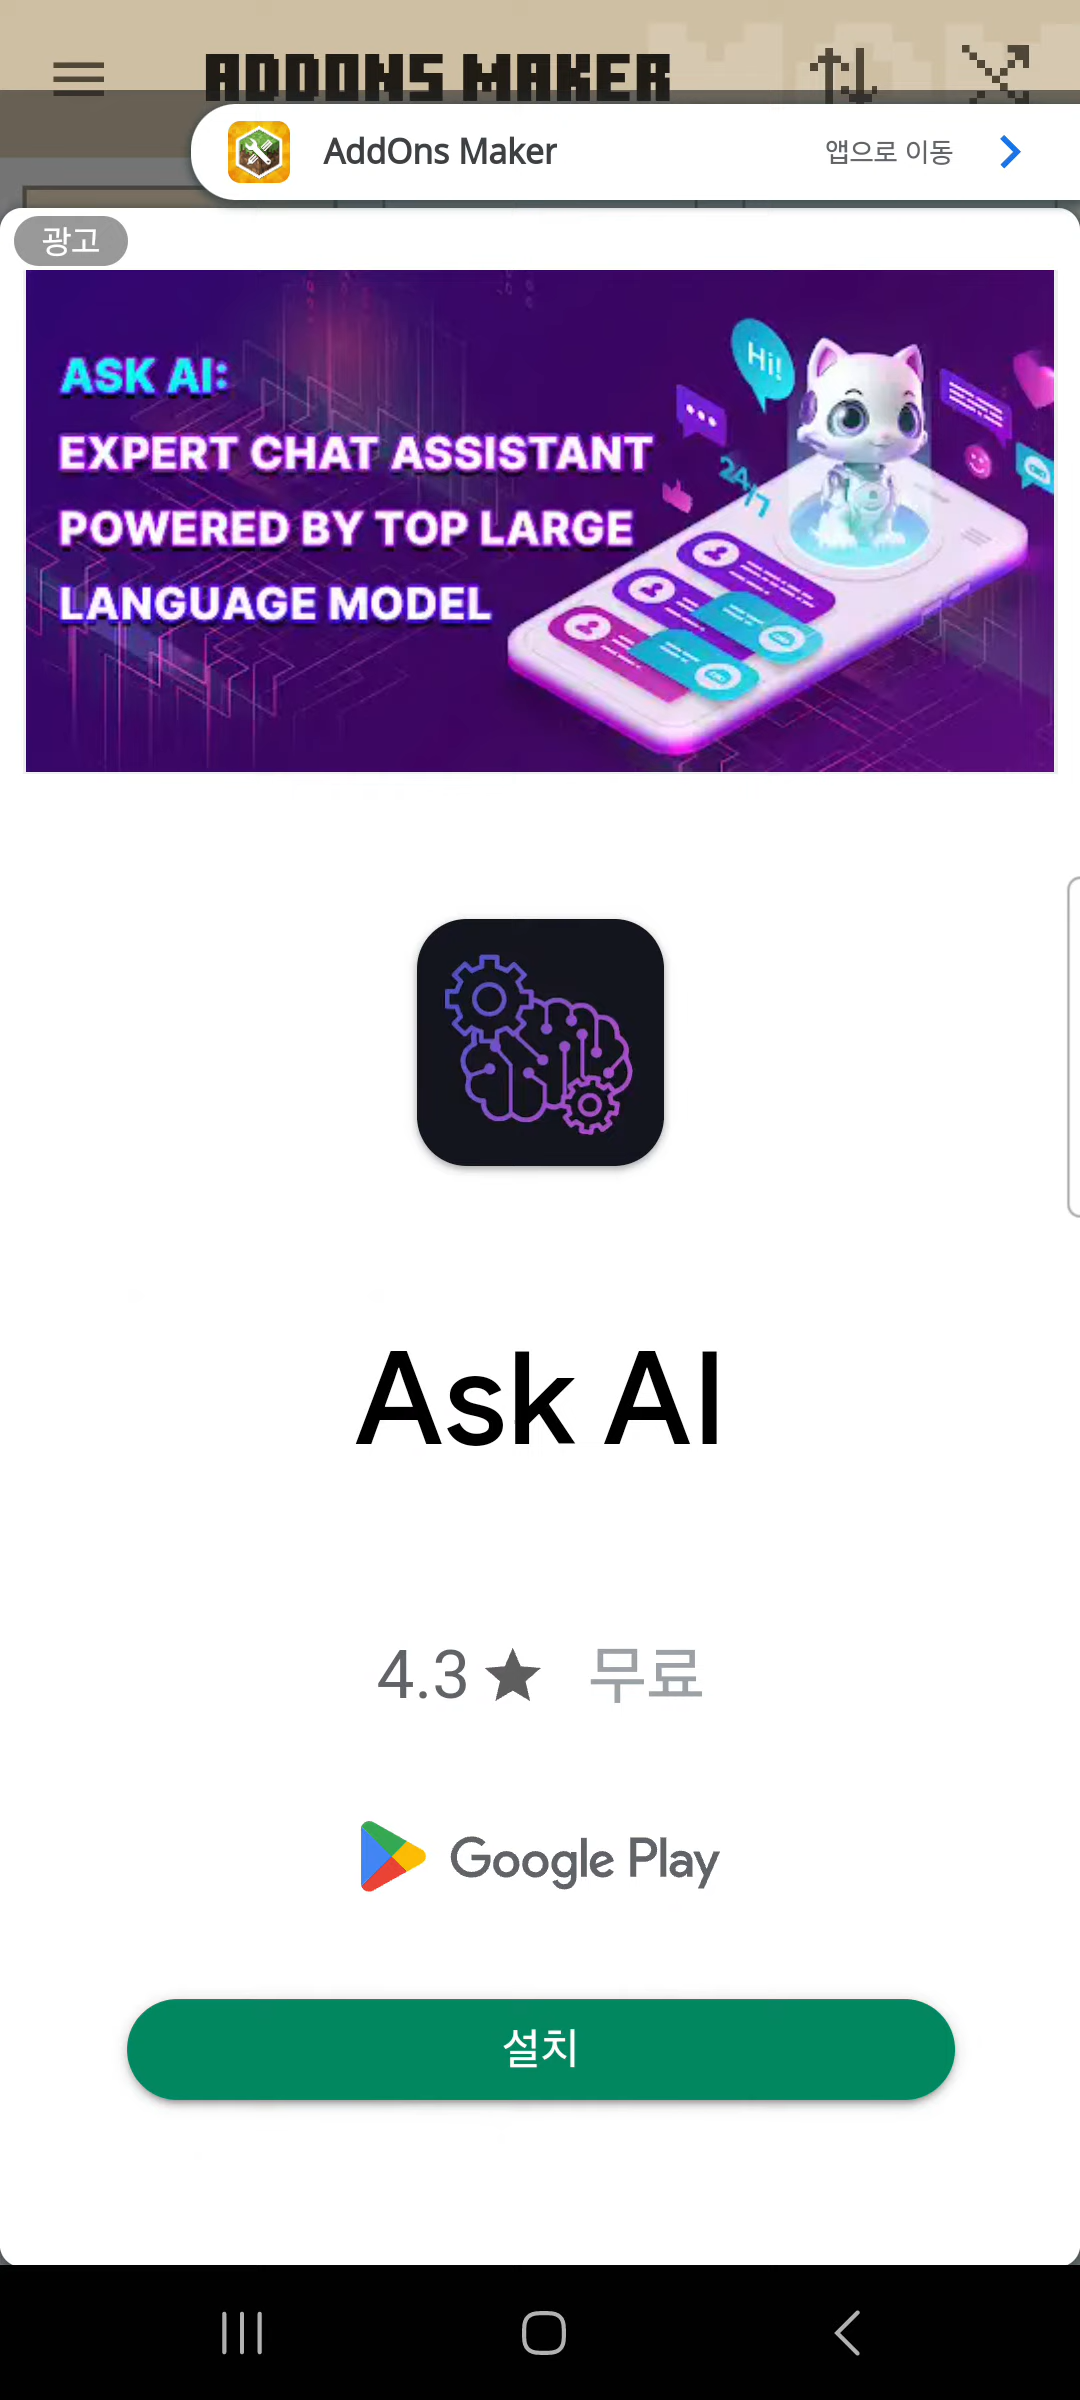 ADDONS MAKER
AddOns Maker
앱으로 이동
광고
ASK AI:
EXPERT CHAT ASSISTANT
POWERED BY TOP LARGE
LANGUAGE MODEL
Hi!
24/7
Ask AI
4.3 ★ 무료
Google Play
설치